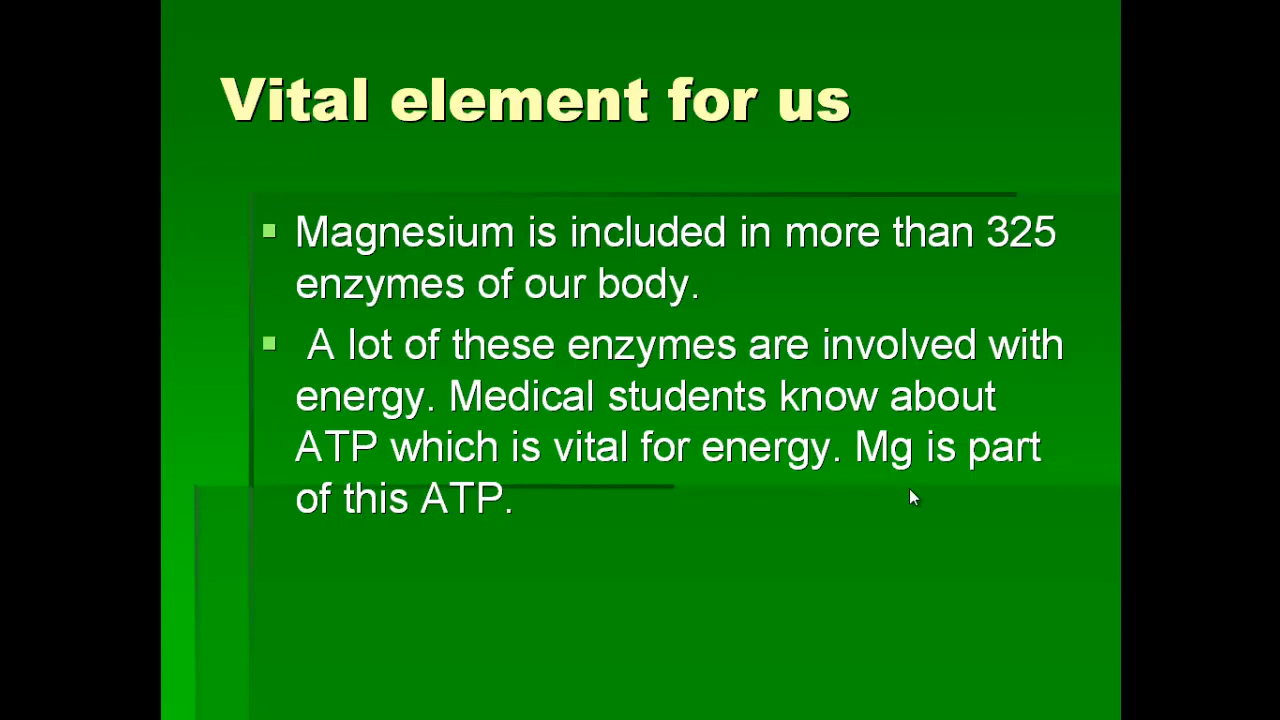 Vital element for us
Magnesium is included in more than 325
enzymes of our body.
A lot of these enzymes are involved with
energy. Medical students know about
ATP which is vital for energy. Mg is part
of this ATP.